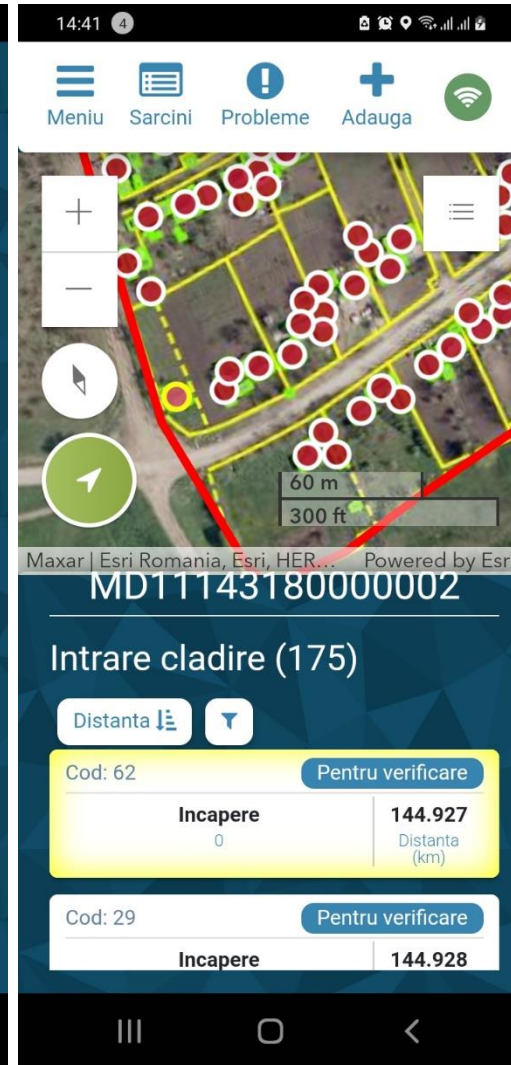 14:41 4
Meniu Sarcini Probleme Adauga
60 m
300 ft
Maxar | Esri Romania, Esri, HER... Powered by Esr
MD11143180000002
Intrare cladire (175)
Distanta
Cod: 62 Pentru verificare
Incapere 144.927
0 Distanta
(km)
Cod: 29 Pentru verificare
Incapere 144.928